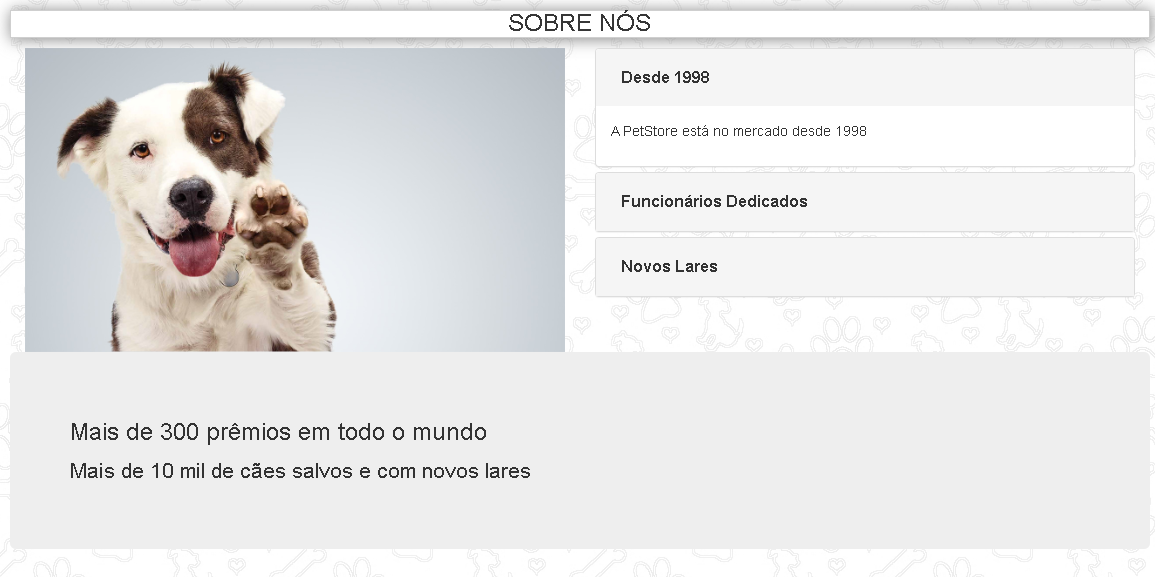 SOBRE NÓS
Desde 1998
A PetStore está no mercado desde 1998
Funcionários Dedicados
Novos Lares
Mais de 300 prêmios em todo o mundo
Mais de 10 mil de cães salvos e com novos lares